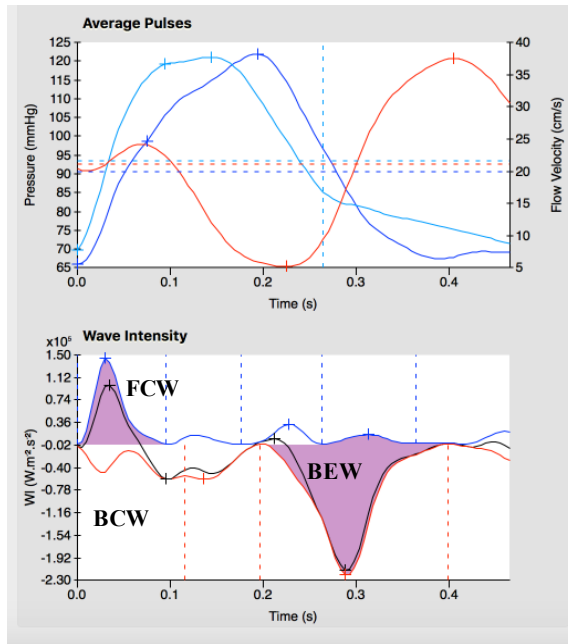 Average Pulses
Pressure (mmHg)
125
120
115
110
105
100
95
90
85
80
75
70
65
40
35
30
25
20
15
10
5
Flow Velocity (cm/s)
0.0 0.1 0.2 0.3 0.4
Time (s)
Wave Intensity
x10⁶
WI (W.m⁻².s²)
1.50
1.12
0.74
0.36
-0.02
-0.40
-0.78
-1.16
-1.54
-1.92
-2.30
FCW
BEW
BCW
0.0 0.1 0.2 0.3 0.4
Time (s)